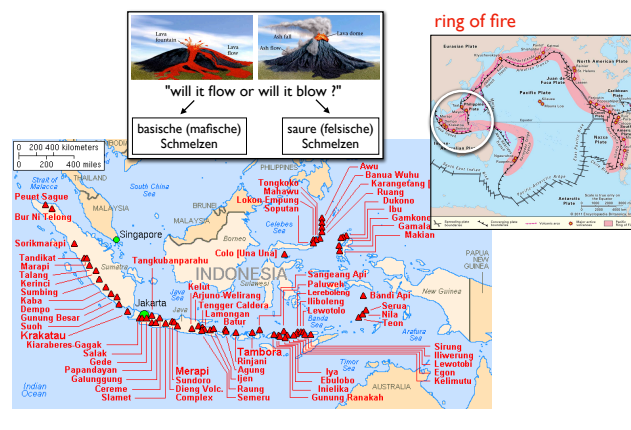 ring of fire
Lava
fountain
Lava
flow
Ash fall
Lava dome
Ash flow
"will it flow or will it blow ?"
basische (mafische)
Schmelzen
saure (felsische)
Schmelzen
Eurasian Plate
North American Plate
Juan de
Fuca Plate
Caribbean
Plate
Pacific Plate
Philippine
Plate
Nazca
Plate
Antarctic
Plate
0 200 400 kilometers
0 200 400 miles
Strait of
Malacca
THAILAND
South China
Sea
PHILIPPINES
MALAYSIA
BRUNEI
MALAYSIA
Celebes
Sea
Borneo
Singapore
Sumatra
INDONESIA
Sulawesi
Java
Sea
Jakarta
Java
Banda
Sea
New Guinea
PAPUA
NEW
GUINEA
Arafura
Sea
Timor
Sea
AUSTRALIA
Indian
Ocean
Peuet Sague
Bur Ni Telong
Sorikmarapi
Tandikat
Marapi
Talang
Kerinci
Sumbing
Kaba
Dempo
Gunung Besar
Suoh
Krakatau
Kiaraberes Gagak
Salak
Gede
Papandayan
Galunggung
Cereme
Slamet
Tangkubanparahu
Merapi
Sundoro
Dieng Volc.
Complex
Kelut
Arjuno-Welirang
Tengger Caldera
Lamongan
Batur
Tambora
Rinjani
Agung
Ijen
Raung
Semeru
Colo [Una Una]
Tongkoko
Mahawu
Lokon Empung
Soputan
Awu
Banua Wuhu
Karangetang [
Ruang
Dukono
Ibu
Gamkono
Gamala
Makian
Sangeang Api
Paluweh
Lereboleng
Iliboleng
Lewotolo
Bandi Api
Serua
Nila
Teon
Iya
Ebulobo
Inielika
Gunung Ranakah
Sirung
Iliwerung
Lewotobi
Egon
Kelimutu